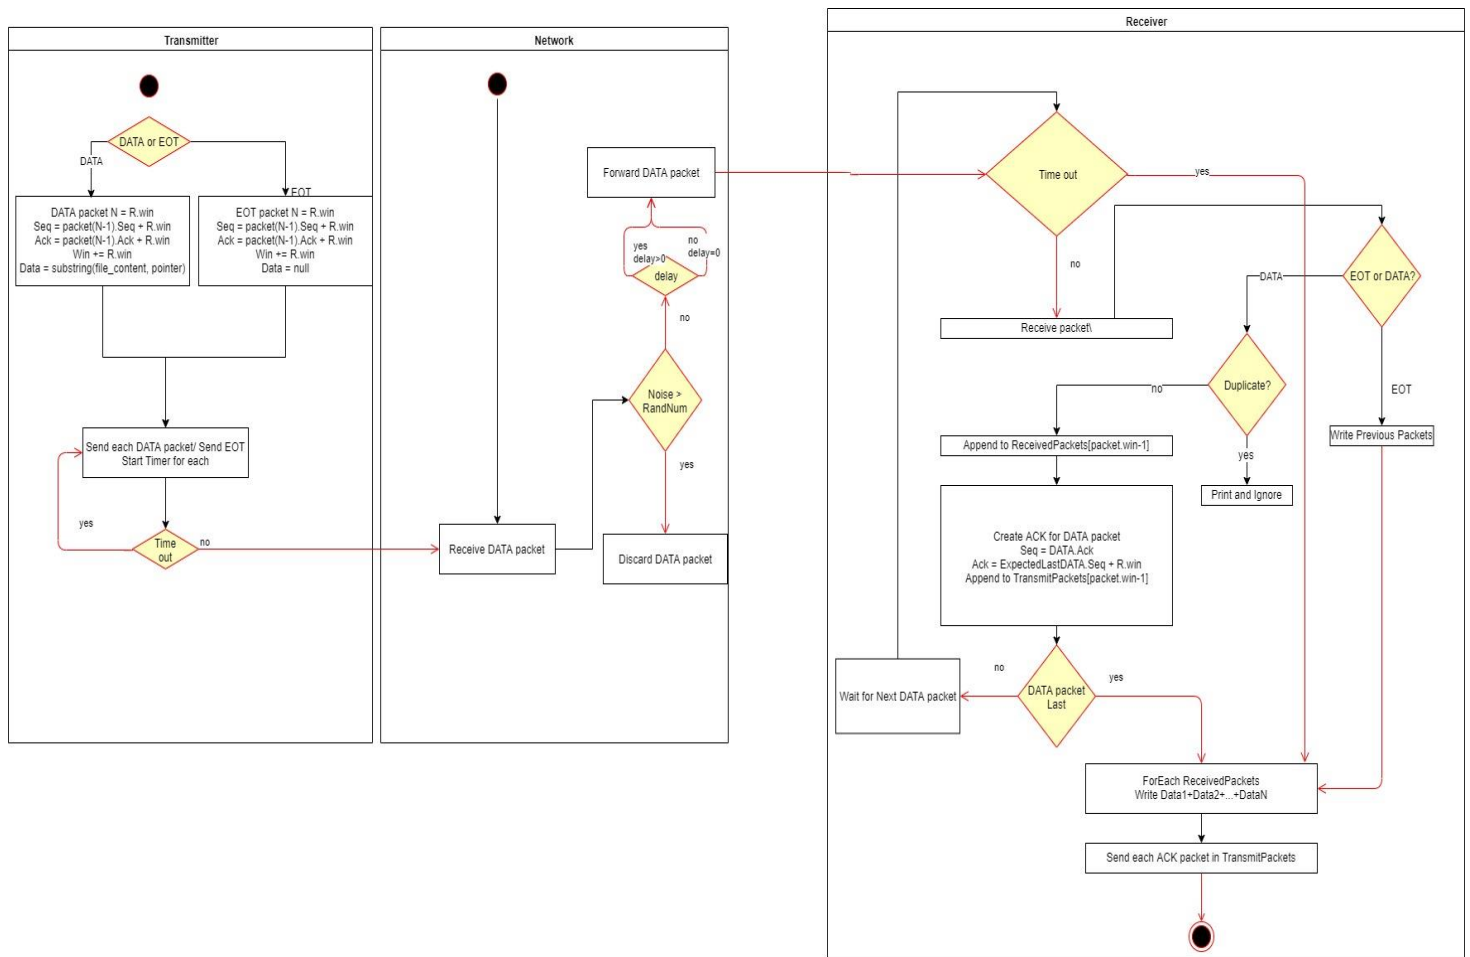 Transmitter
DATA or EOT
DATA
EOT
DATA packet N = R.win
Seq = packet(N-1).Seq + R.win
Ack = packet(N-1).Ack + R.win
Win += R.win
Data = substring(file_content, pointer)
EOT packet N = R.win
Seq = packet(N-1).Seq + R.win
Ack = packet(N-1).Ack + R.win
Win += R.win
Data = null
Send each DATA packet/ Send EOT
Start Timer for each
yes
Time
out
no
Network
Forward DATA packet
yes
delay>0
no
delay=0
delay
no
Noise >
RandNum
yes
Receive DATA packet
Discard DATA packet
Receiver
Time out
yes
no
Receive packet\
EOT or DATA?
DATA
EOT
Duplicate?
no
yes
Write Previous Packets
Print and Ignore
Append to ReceivedPackets[packet.win-1]
Create ACK for DATA packet
Seq = DATA.Ack
Ack = ExpectedLastDATA.Seq + R.win
Append to TransmitPackets[packet.win-1]
no
yes
DATA packet
Last
Wait for Next DATA packet
ForEach ReceivedPackets
Write Data1+Data2+...+DataN
Send each ACK packet in TransmitPackets